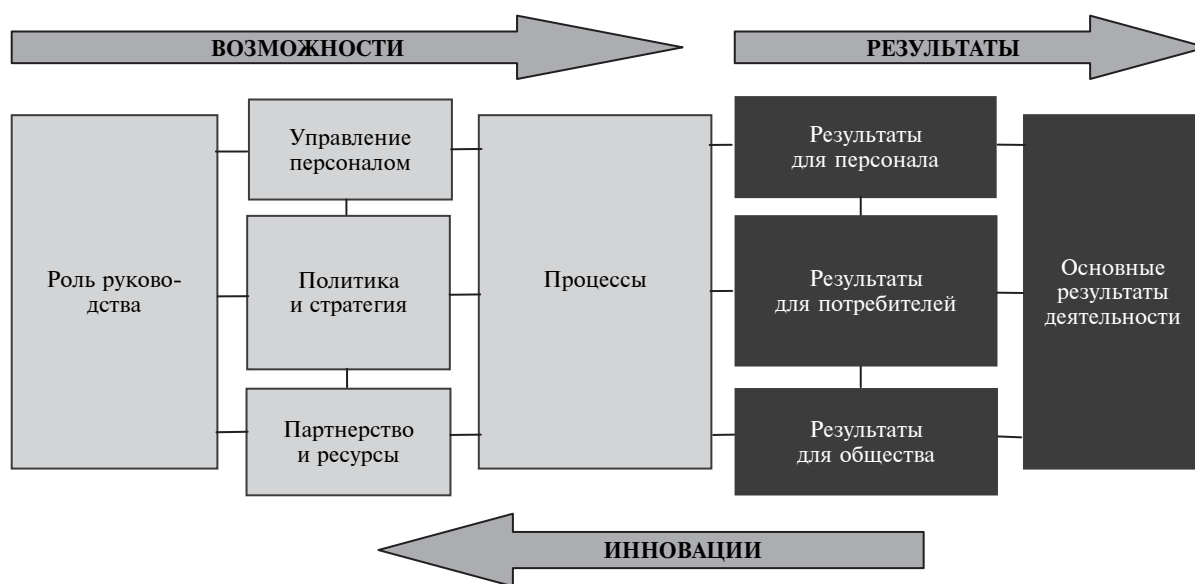 ВОЗМОЖНОСТИ
РЕЗУЛЬТАТЫ
Роль руково-
дства
Управление
персоналом
Политика
и стратегия
Партнерство
и ресурсы
Процессы
Результаты
для персонала
Результаты
для потребителей
Результаты
для общества
Основные
результаты
деятельности
ИННОВАЦИИ